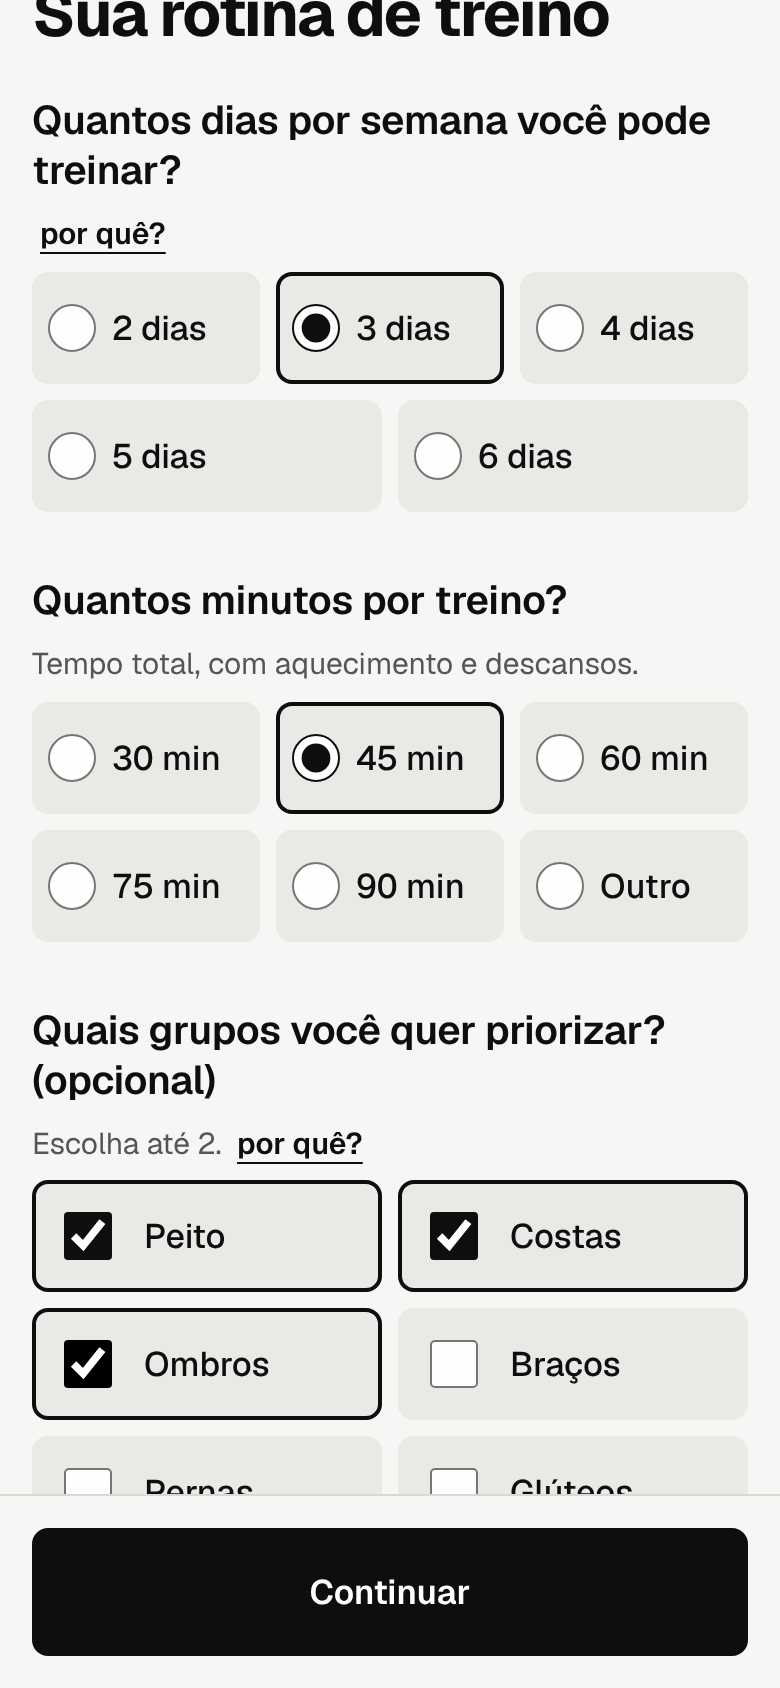 Sua rotina de treino
Quantos dias por semana você pode
treinar?
por quê?
2 dias
3 dias
4 dias
5 dias
6 dias
Quantos minutos por treino?
Tempo total, com aquecimento e descansos.
30 min
45 min
60 min
75 min
90 min
Outro
Quais grupos você quer priorizar?
(opcional)
Escolha até 2. por quê?
Peito
Costas
Ombros
Braços
Pernas
Glúteos
Continuar